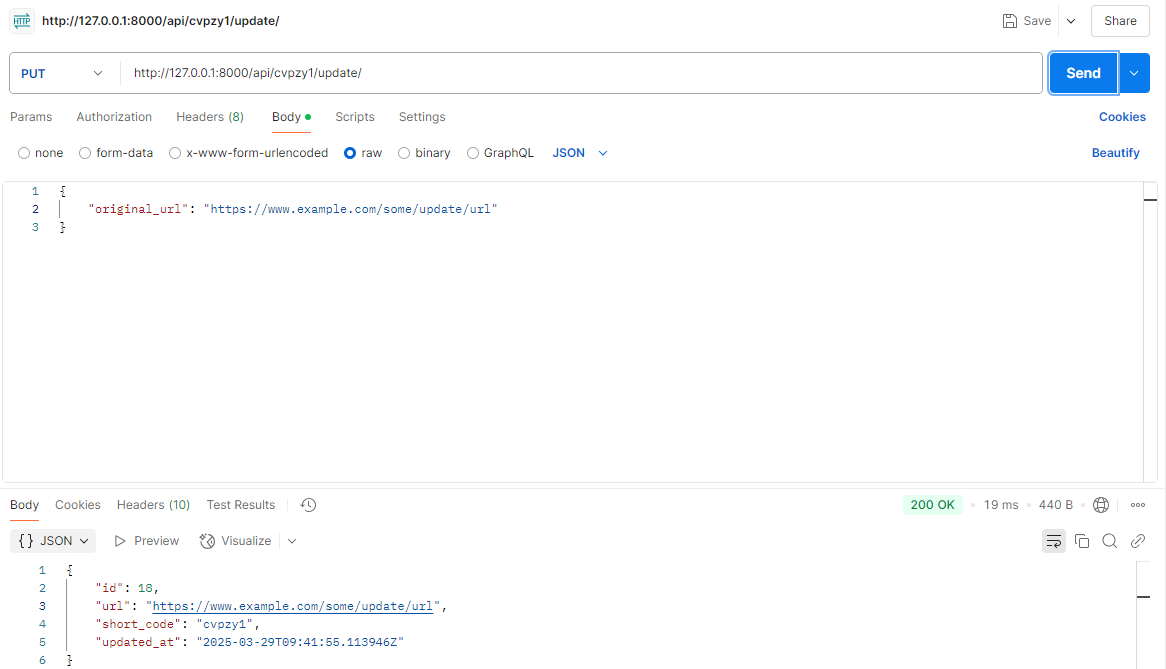 HTTP http://127.0.0.1:8000/api/cvpzy1/update/ Save Share
PUT http://127.0.0.1:8000/api/cvpzy1/update/ Send
Params Authorization Headers (8) Body Scripts Settings Cookies
none form-data x-www-form-urlencoded raw binary GraphQL JSON Beautify
1 {
2 "original_url": "https://www.example.com/some/update/url"
3 }
Body Cookies Headers (10) Test Results 200 OK 19 ms 440 B
{} JSON Preview Visualize
1 {
2 "id": 18,
3 "url": "https://www.example.com/some/update/url",
4 "short_code": "cvpzy1",
5 "updated_at": "2025-03-29T09:41:55.113946Z"
6 }